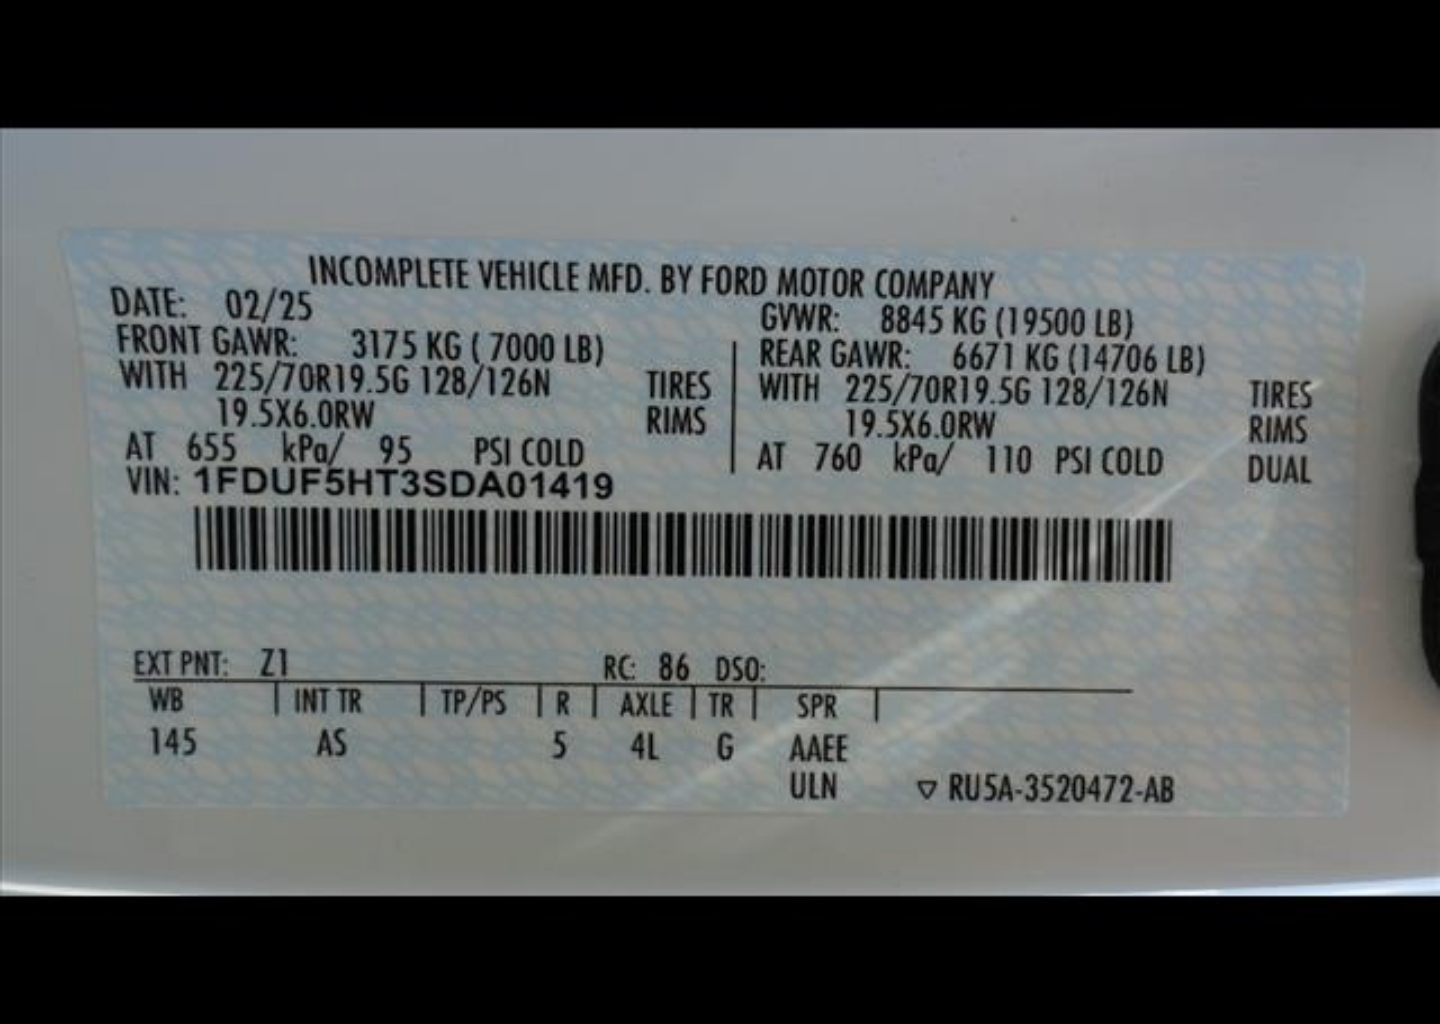 INCOMPLETE VEHICLE MFD. BY FORD MOTOR COMPANY
DATE: 02/25 GVWR: 8845 KG (19500 LB)
FRONT GAWR: 3175 KG ( 7000 LB) REAR GAWR: 6671 KG (14706 LB)
WITH 225/70R19.5G 128/126N TIRES WITH 225/70R19.5G 128/126N TIRES
19.5X6.0RW RIMS 19.5X6.0RW RIMS
AT 655 kPa/ 95 PSI COLD AT 760 kPa/ 110 PSI COLD DUAL
VIN: 1FDUF5HT3SDA01419
EXT PNT: Z1 RC: 86 DSO:
WB INT TR TP/PS R AXLE TR SPR
145 AS 5 4L G AAEE
ULN ▽ RU5A-3520472-AB